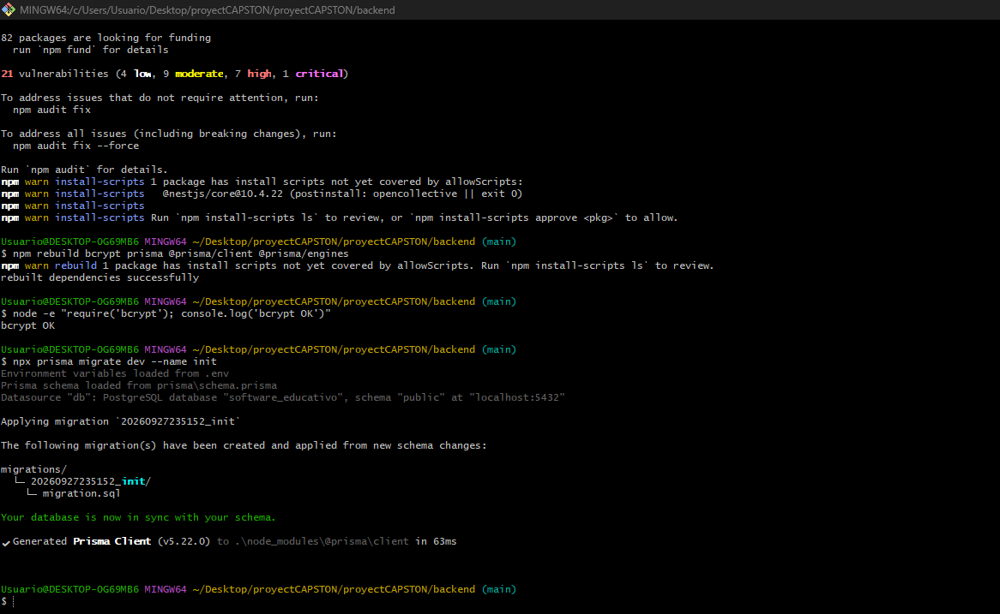 MINGW64:/c/Users/Usuario/Desktop/proyectCAPSTON/proyectCAPSTON/backend
82 packages are looking for funding
  run `npm fund` for details
21 vulnerabilities (4 low, 9 moderate, 7 high, 1 critical)
To address issues that do not require attention, run:
  npm audit fix
To address all issues (including breaking changes), run:
  npm audit fix --force
Run `npm audit` for details.
npm warn install-scripts 1 package has install scripts not yet covered by allowScripts:
npm warn install-scripts   @nestjs/core@10.4.22 (postinstall: opencollective || exit 0)
npm warn install-scripts
npm warn install-scripts Run `npm install-scripts ls` to review, or `npm install-scripts approve <pkg>` to allow.
Usuario@DESKTOP-OG69MB6 MINGW64 ~/Desktop/proyectCAPSTON/proyectCAPSTON/backend (main)
$ npm rebuild bcrypt prisma @prisma/client @prisma/engines
npm warn rebuild 1 package has install scripts not yet covered by allowScripts. Run `npm install-scripts ls` to review.
rebuilt dependencies successfully
Usuario@DESKTOP-OG69MB6 MINGW64 ~/Desktop/proyectCAPSTON/proyectCAPSTON/backend (main)
$ node -e "require('bcrypt'); console.log('bcrypt OK')"
bcrypt OK
Usuario@DESKTOP-OG69MB6 MINGW64 ~/Desktop/proyectCAPSTON/proyectCAPSTON/backend (main)
$ npx prisma migrate dev --name init
Environment variables loaded from .env
Prisma schema loaded from prisma\schema.prisma
Datasource "db": PostgreSQL database "software_educativo", schema "public" at "localhost:5432"
Applying migration `20260927235152_init`
The following migration(s) have been created and applied from new schema changes:
migrations/
  └─ 20260927235152_init/
    └─ migration.sql
Your database is now in sync with your schema.
✔ Generated Prisma Client (v5.22.0) to .\node_modules\@prisma\client in 63ms
Usuario@DESKTOP-OG69MB6 MINGW64 ~/Desktop/proyectCAPSTON/proyectCAPSTON/backend (main)
$